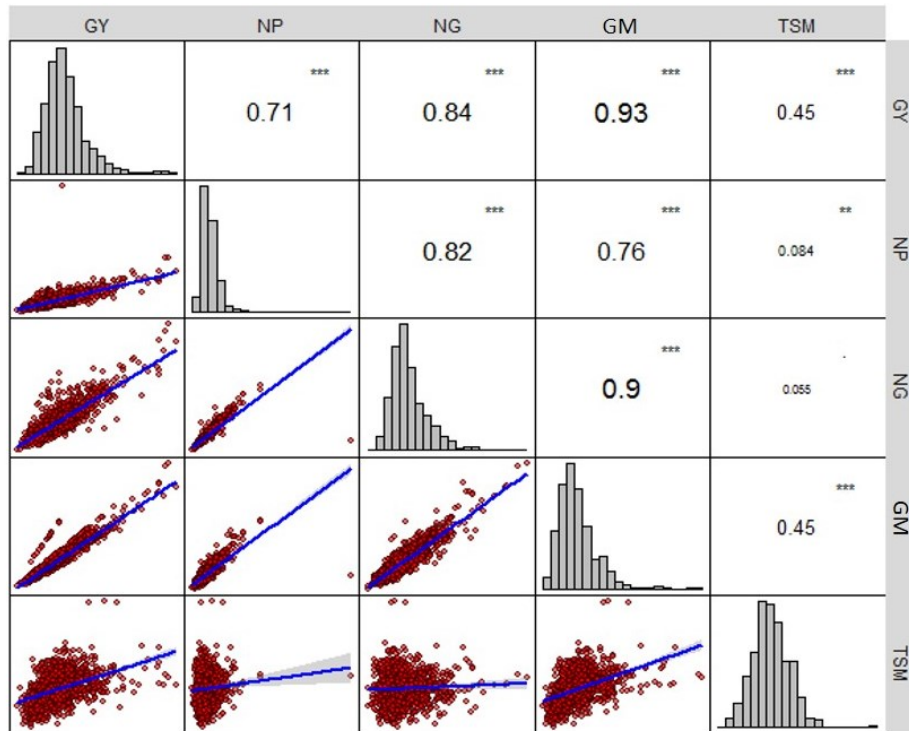 GY NP NG GM TSM
*** *** *** ***
0.71 0.84 0.93 0.45 GY
*** *** **
0.82 0.76 0.084 NP
*** .
0.9 0.055 NG
***
0.45 GM
TSM